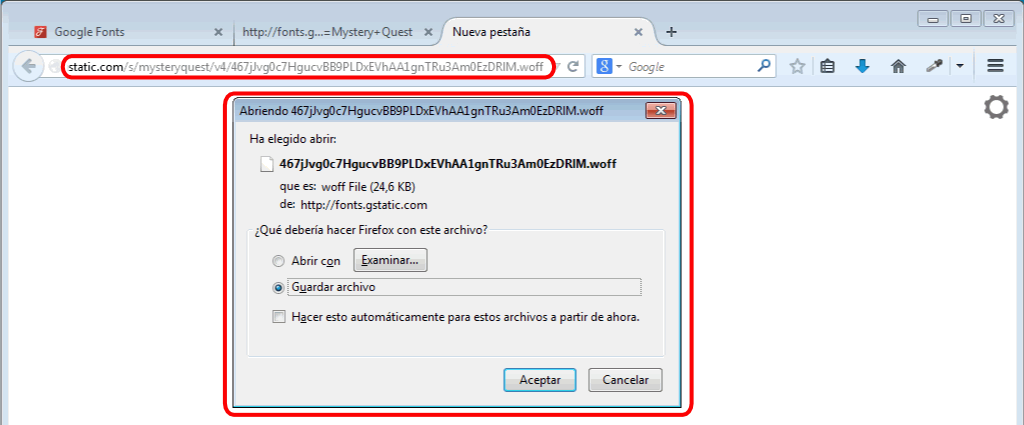 Google Fonts
http://fonts.g...=Mystery+Quest
Nueva pestaña
static.com/s/mysteryquest/v4/467jJvg0c7HgucvBB9PLDxEVhAA1gnTRu3Am0EzDRIM.woff
Google
Abriendo 467jJvg0c7HgucvBB9PLDxEVhAA1gnTRu3Am0EzDRIM.woff
Ha elegido abrir:
467jJvg0c7HgucvBB9PLDxEVhAA1gnTRu3Am0EzDRIM.woff
que es: woff File (24,6 KB)
de: http://fonts.gstatic.com
¿Qué debería hacer Firefox con este archivo?
Abrir con Examinar...
Guardar archivo
Hacer esto automáticamente para estos archivos a partir de ahora.
Aceptar Cancelar